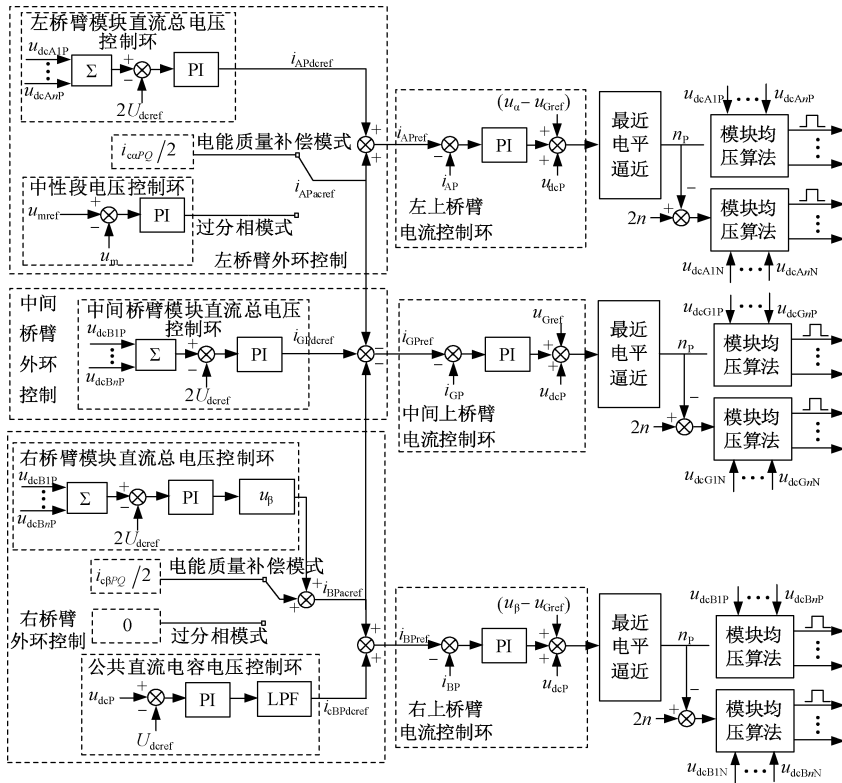 左桥臂模块直流总电压
控制环
u_dcA1P
u_dcAnP
Σ
+
−
PI
2U_dcref
i_APdcref
电能质量补偿模式
i_cαPQ/2
中性段电压控制环
u_mref
+
−
PI
u_m
过分相模式
i_APacref
左桥臂外环控制
+
+
i_APref
−
i_AP
PI
(u_α−u_Gref)
+
+
u_dcP
左上桥臂
电流控制环
最近
电平
逼近
n_P
−
2n
+
u_dcA1P
u_dcAnP
模块均
压算法
模块均
压算法
u_dcA1N
u_dcAnN
中间
桥臂
外环
控制
中间桥臂模块直流总电压
控制环
u_dcB1P
u_dcBnP
Σ
+
−
PI
2U_dcref
i_GPdcref
−
−
i_GPref
−
i_GP
PI
u_Gref
+
+
u_dcP
中间上桥臂
电流控制环
最近
电平
逼近
n_P
−
2n
+
u_dcG1P
u_dcGnP
模块均
压算法
模块均
压算法
u_dcG1N
u_dcGnN
右桥臂模块直流总电压控制环
u_dcB1P
u_dcBnP
Σ
+
−
PI
u_β
2U_dcref
电能质量补偿模式
i_cβPQ/2
+
+
i_BPacref
右桥臂
外环控制
0
过分相模式
公共直流电容电压控制环
u_dcP
+
−
PI
LPF
U_dcref
i_cBPdcref
+
+
i_BPref
−
i_BP
PI
(u_β−u_Gref)
+
+
u_dcP
右上桥臂
电流控制环
最近
电平
逼近
n_P
−
2n
+
u_dcB1P
u_dcBnP
模块均
压算法
模块均
压算法
u_dcB1N
u_dcBnN